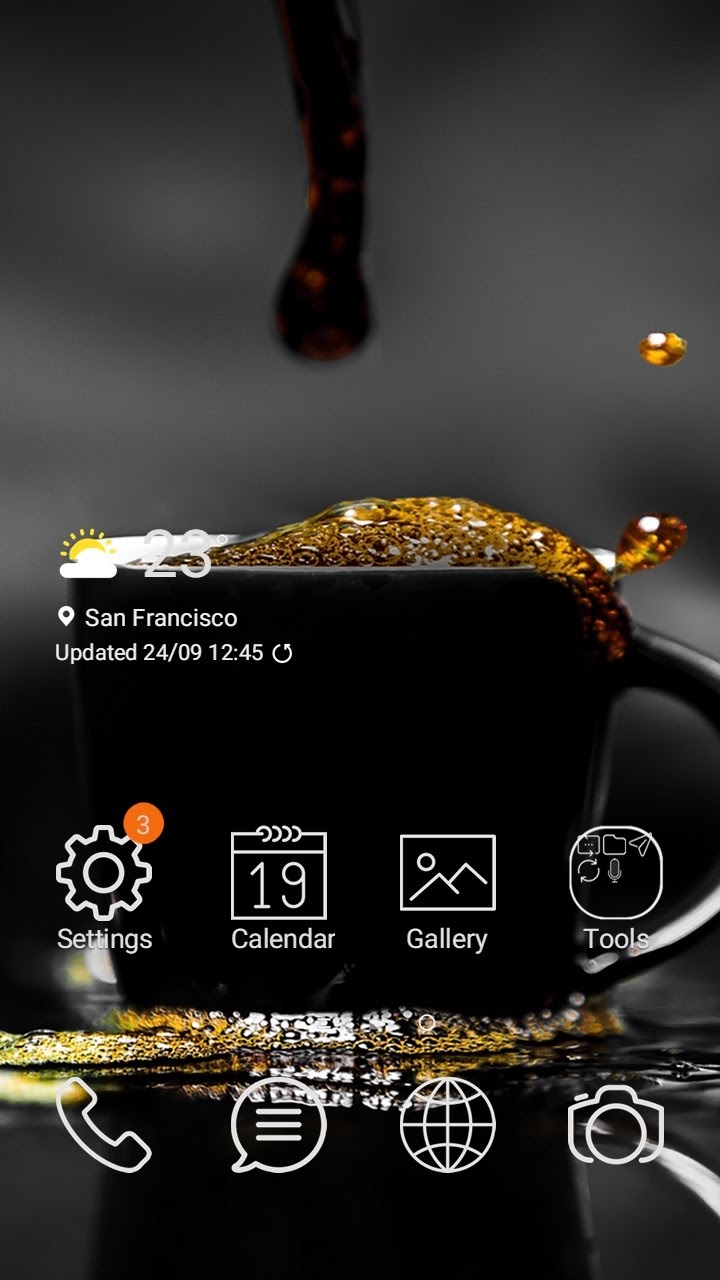 23°
San Francisco
Updated 24/09 12:45
3
19
Settings
Calendar
Gallery
Tools